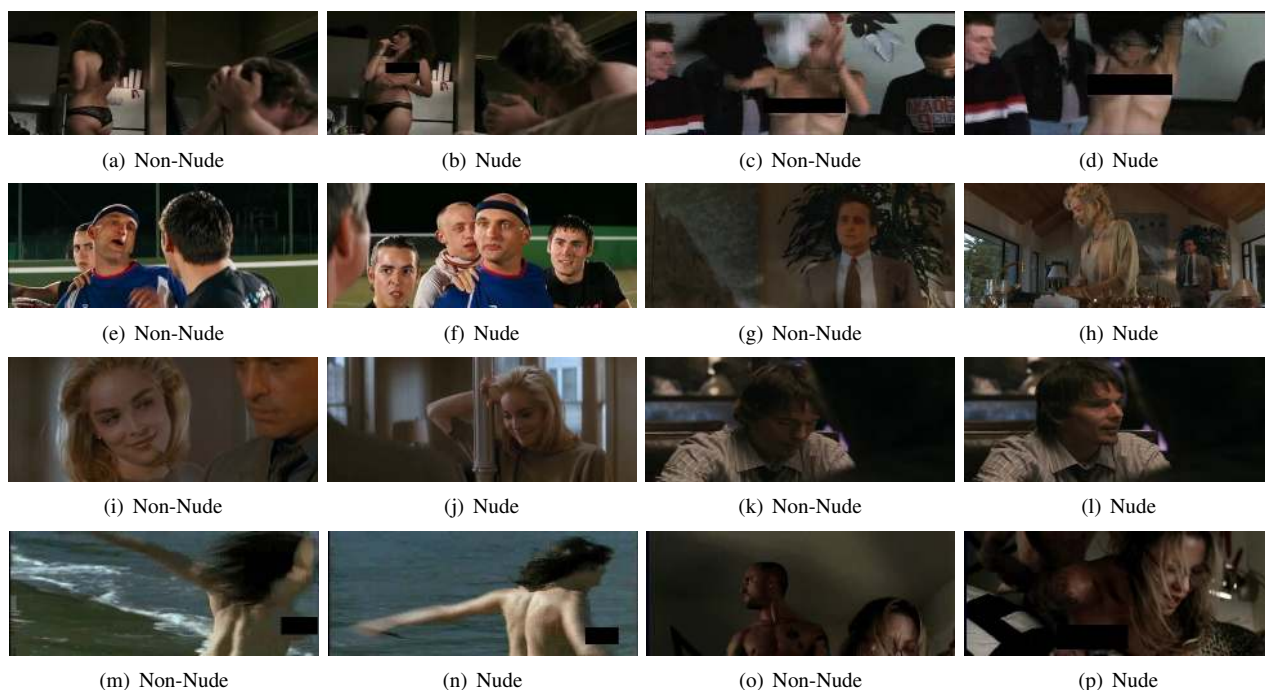 (a) Non-Nude
(b) Nude
(c) Non-Nude
(d) Nude
(e) Non-Nude
(f) Nude
(g) Non-Nude
(h) Nude
(i) Non-Nude
(j) Nude
(k) Non-Nude
(l) Nude
(m) Non-Nude
(n) Nude
(o) Non-Nude
(p) Nude